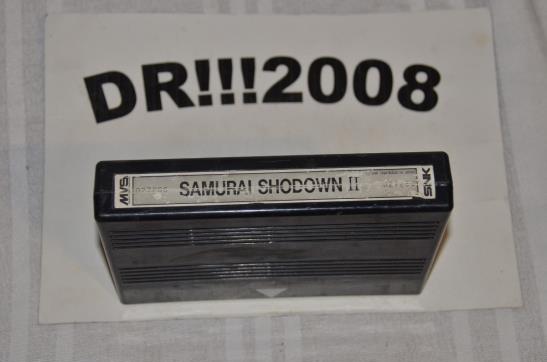 DR!!!2008
MVS SAMURAI SHODOWN II SNK